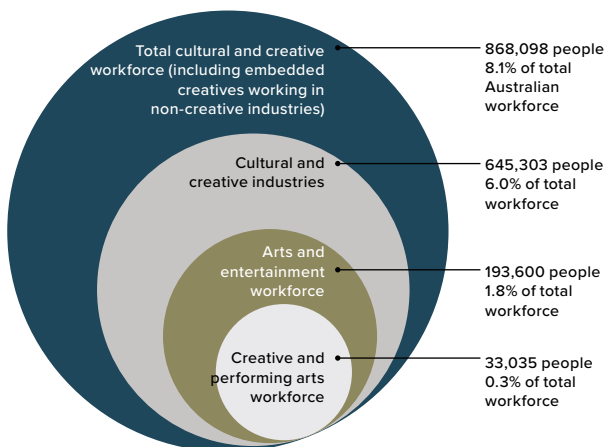 Total cultural and creative
workforce (including embedded
creatives working in
non-creative industries)
868,098 people
8.1% of total
Australian
workforce
Cultural and
creative industries
645,303 people
6.0% of total
workforce
Arts and
entertainment
workforce
193,600 people
1.8% of total
workforce
Creative and
performing arts
workforce
33,035 people
0.3% of total
workforce